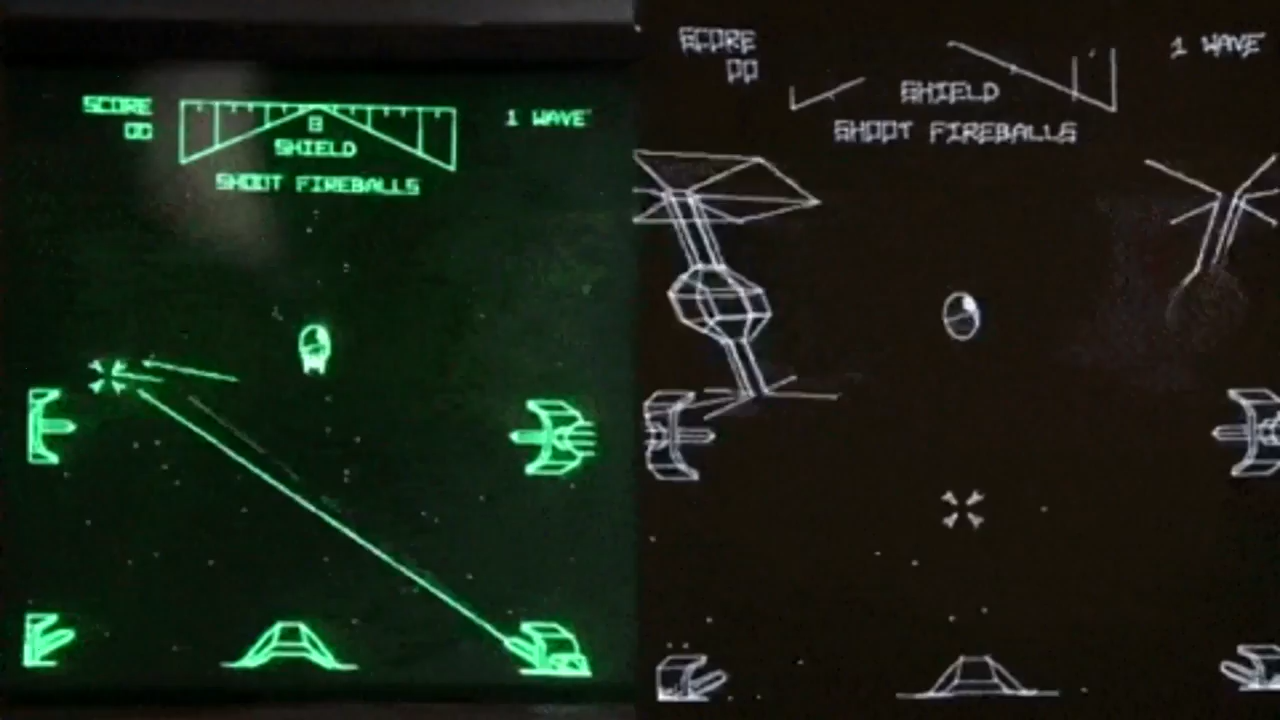 SCORE
00
8
SHIELD
SHOOT FIREBALLS
1 WAVE
SCORE
00
SHIELD
SHOOT FIREBALLS
1 WAVE